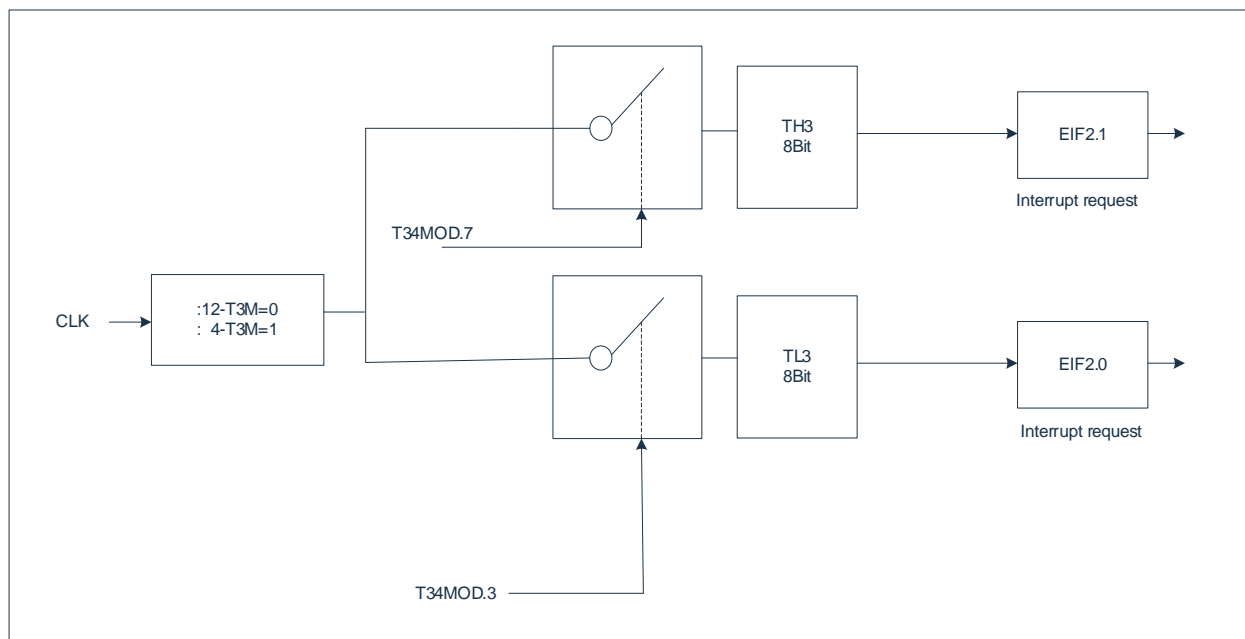 TH3
8Bit
EIF2.1
Interrupt request
T34MOD.7
CLK
:12-T3M=0
: 4-T3M=1
TL3
8Bit
EIF2.0
Interrupt request
T34MOD.3